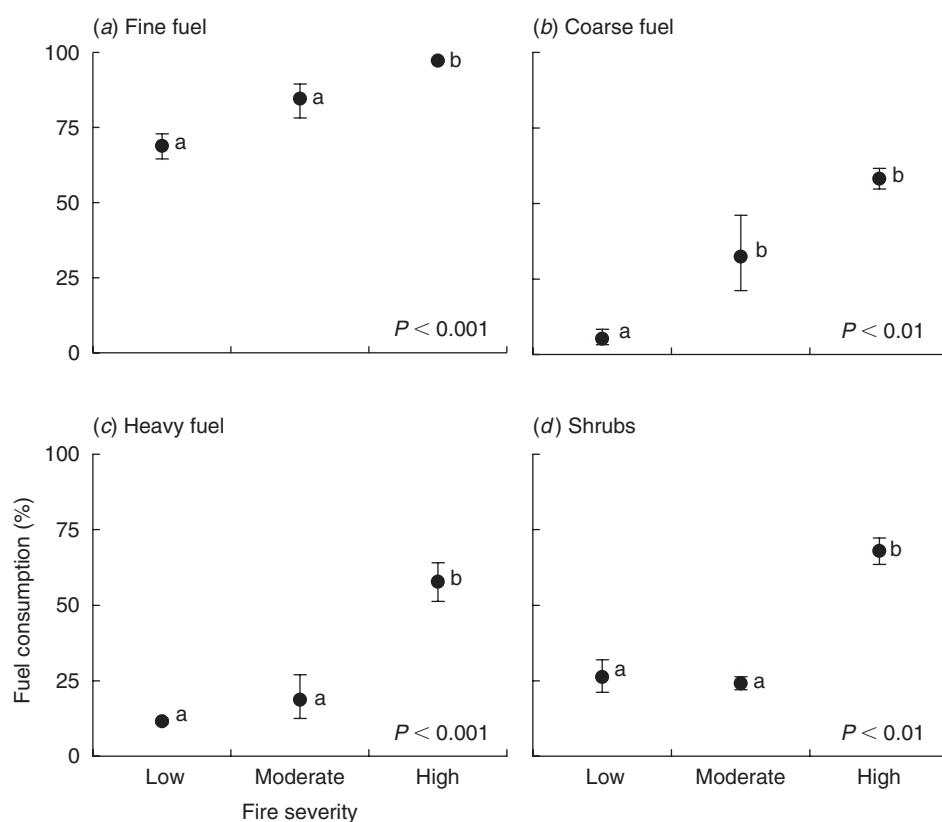 (a) Fine fuel
(b) Coarse fuel
100
75
50
25
0
a
a
b
P < 0.001
a
b
b
P < 0.01
(c) Heavy fuel
(d) Shrubs
100
75
50
25
0
Fuel consumption (%)
a
a
b
P < 0.001
a
a
b
P < 0.01
Low Moderate High
Low Moderate High
Fire severity